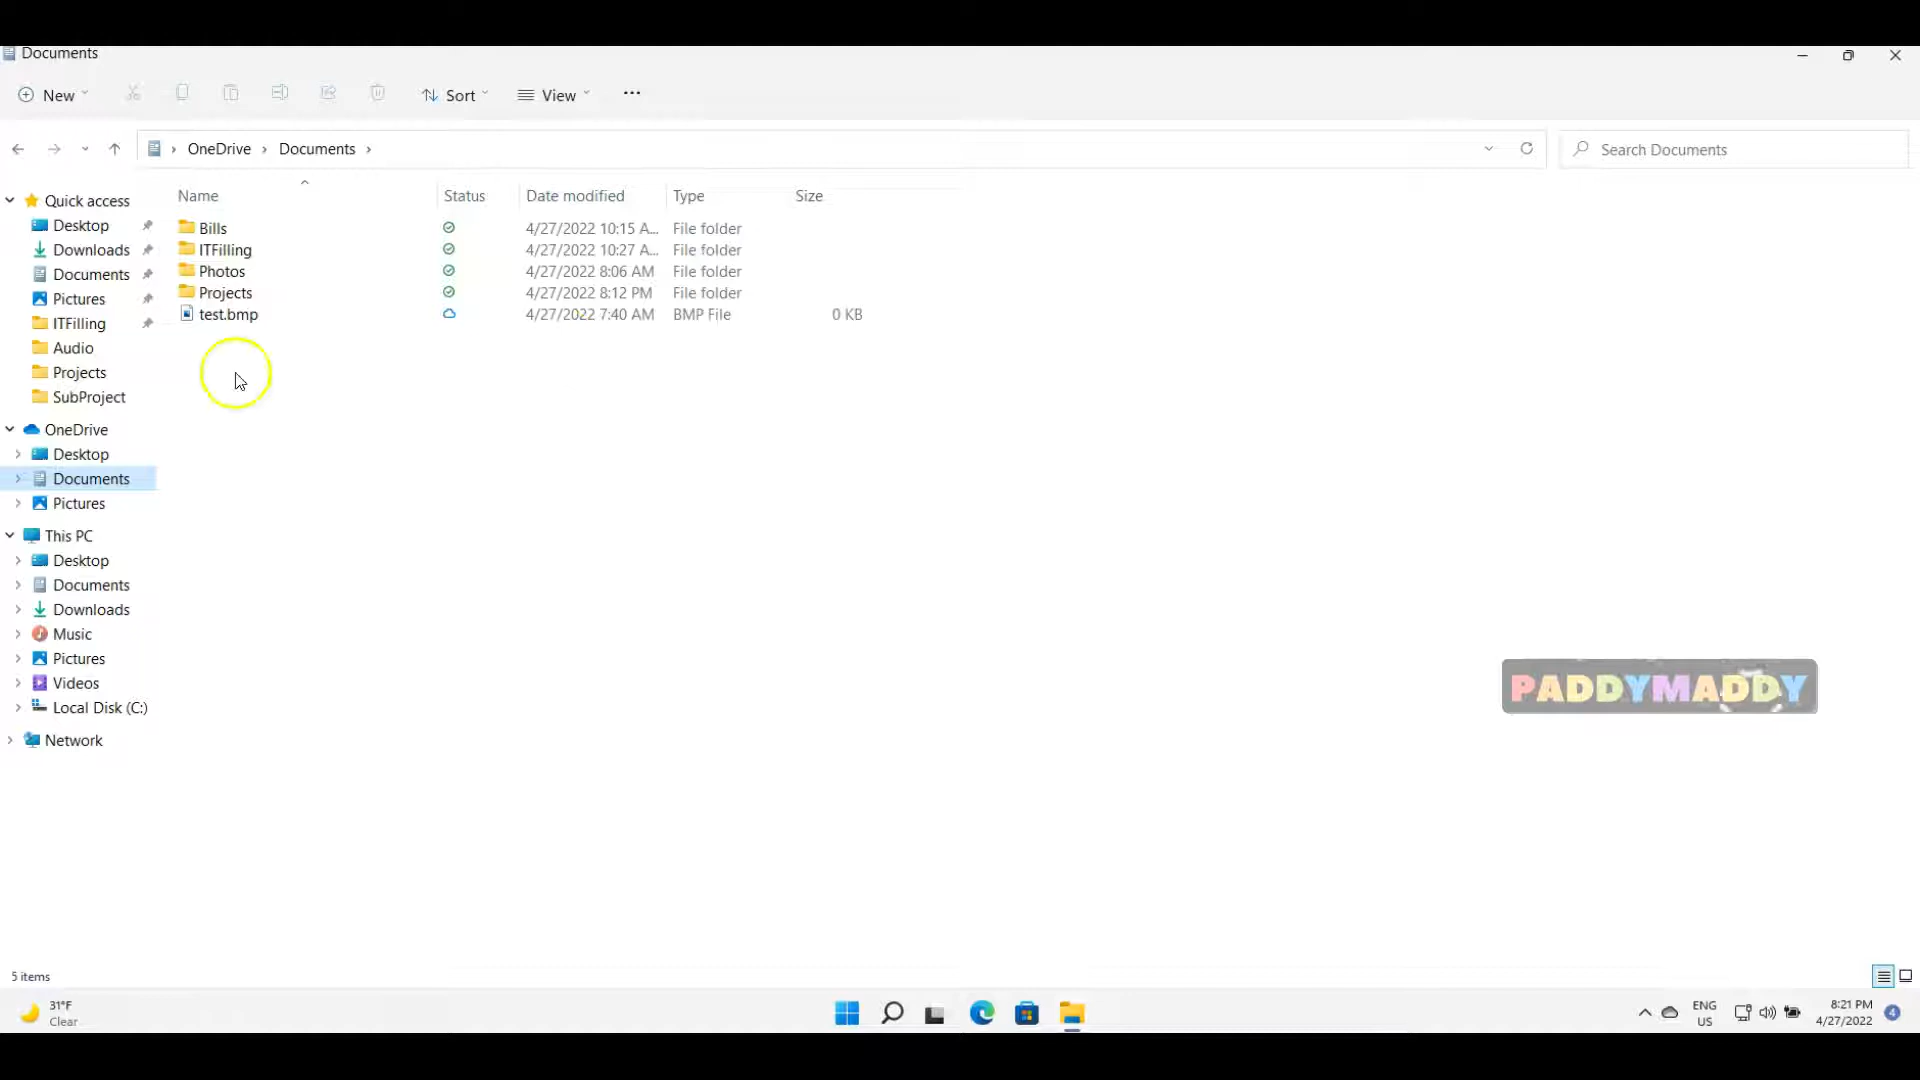 Documents
New Sort View ...
OneDrive > Documents >
Search Documents
Name Status Date modified Type Size
Bills 4/27/2022 10:15 A... File folder
ITFilling 4/27/2022 10:27 A... File folder
Photos 4/27/2022 8:06 AM File folder
Projects 4/27/2022 8:12 PM File folder
test.bmp 4/27/2022 7:40 AM BMP File 0 KB
Quick access
Desktop
Downloads
Documents
Pictures
ITFilling
Audio
Projects
SubProject
OneDrive
Desktop
Documents
Pictures
This PC
Desktop
Documents
Downloads
Music
Pictures
Videos
Local Disk (C:)
Network
PADDYMADDY
5 items
31°F
Clear
ENG
US
8:21 PM
4/27/2022
4